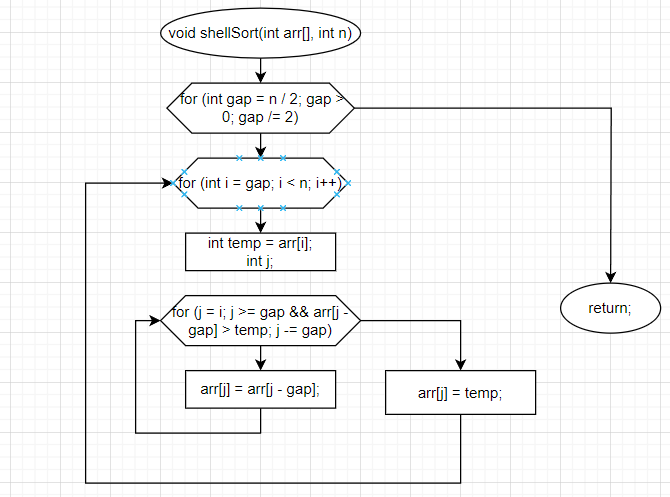 void shellSort(int arr[], int n)
for (int gap = n / 2; gap >
0; gap /= 2)
for (int i = gap; i < n; i++)
int temp = arr[i];
int j;
for (j = i; j >= gap && arr[j -
gap] > temp; j -= gap)
return;
arr[j] = arr[j - gap];
arr[j] = temp;